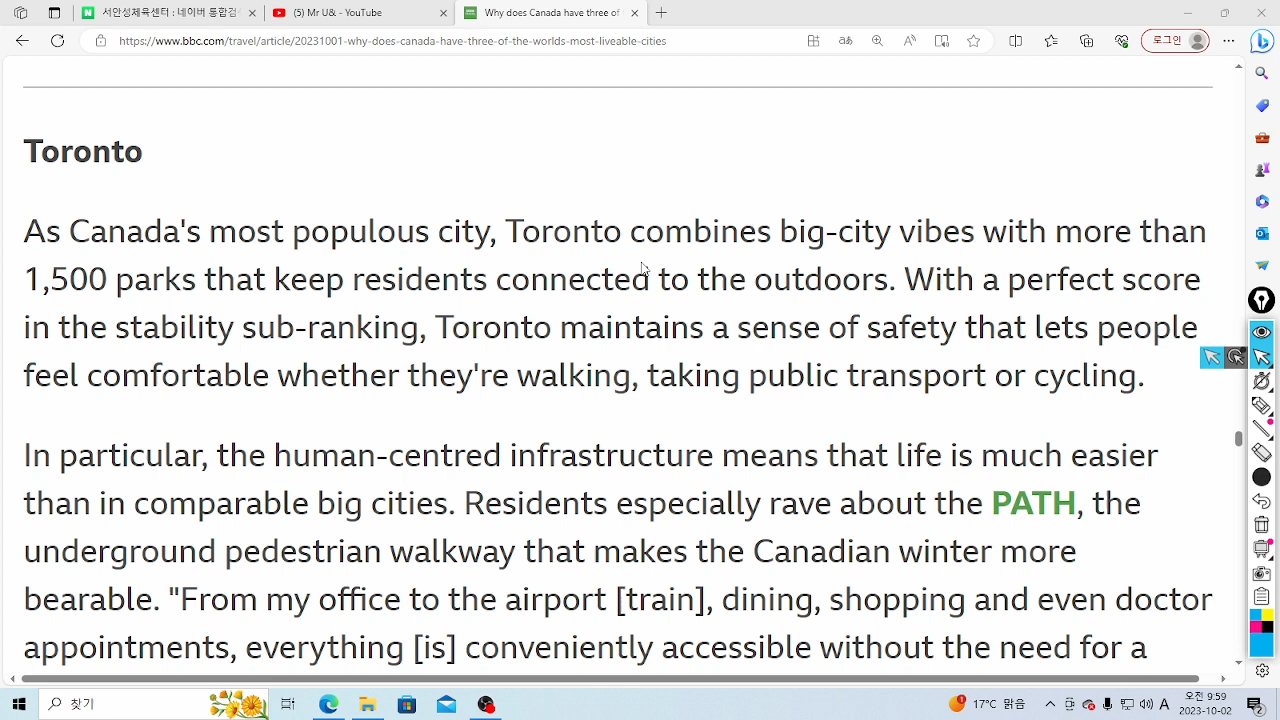 서안성체육센터 : 네이버 통합검색
(5) Mr U& - YouTube
Why does Canada have three of
https://www.bbc.com/travel/article/20231001-why-does-canada-have-three-of-the-worlds-most-liveable-cities
로그인
Toronto
As Canada's most populous city, Toronto combines big-city vibes with more than
1,500 parks that keep residents connected to the outdoors. With a perfect score
in the stability sub-ranking, Toronto maintains a sense of safety that lets people
feel comfortable whether they're walking, taking public transport or cycling.
In particular, the human-centred infrastructure means that life is much easier
than in comparable big cities. Residents especially rave about the PATH, the
underground pedestrian walkway that makes the Canadian winter more
bearable. "From my office to the airport [train], dining, shopping and even doctor
appointments, everything [is] conveniently accessible without the need for a
찾기
1
17°C 맑음
A
오전 9:59
2023-10-02
2